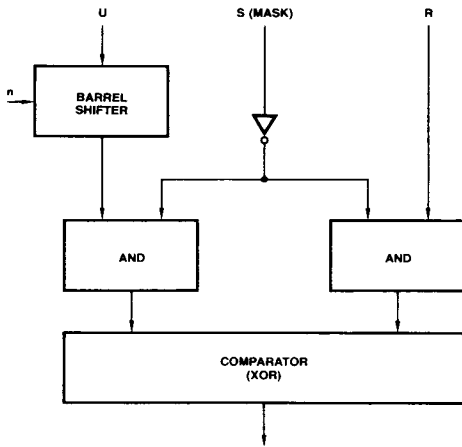 U
S (MASK)
R
n
BARREL
SHIFTER
AND
AND
COMPARATOR
(XOR)